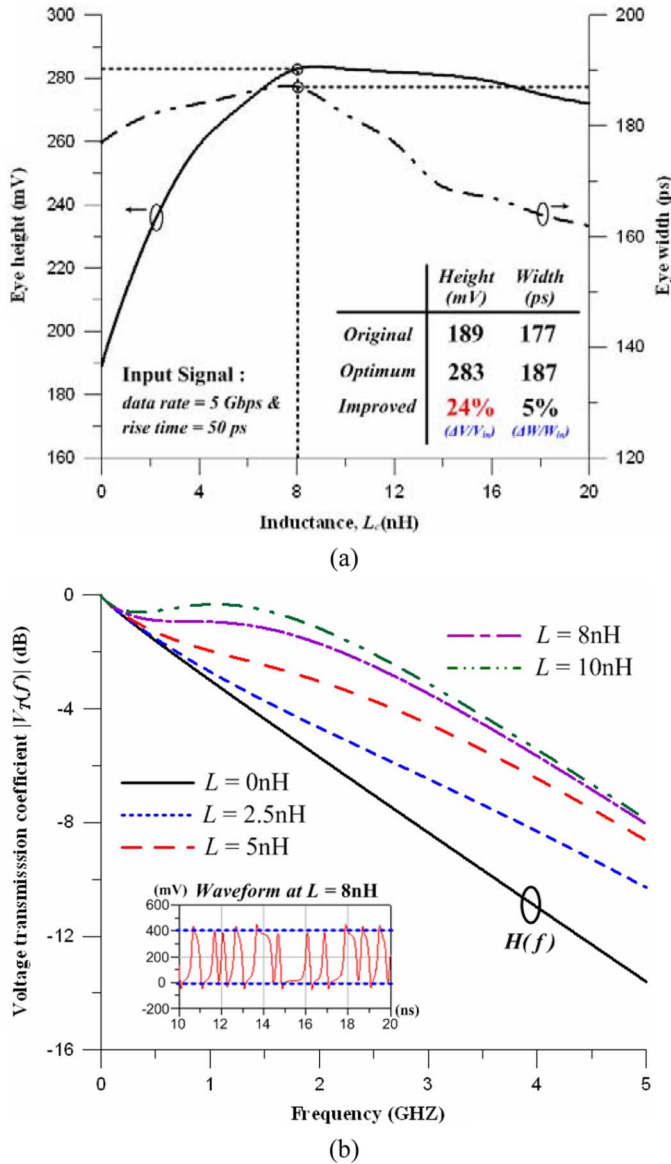 300
280
260
240
220
200
180
160
Eye height (mV)
200
180
160
140
120
Eye width (ps)
Height (mV) Width (ps)
Original 189 177
Optimum 283 187
Improved 24% 5%
(ΔV/Vin) (ΔW/Win)
Input Signal :
data rate = 5 Gbps &
rise time = 50 ps
0 4 8 12 16 20
Inductance, Lc(nH)
(a)
0
-4
-8
-12
-16
Voltage transmisssion coefficient |VT(f)| (dB)
L = 8nH
L = 10nH
L = 0nH
L = 2.5nH
L = 5nH
(mV) Waveform at L = 8nH
600
400
200
0
-200
10 12 14 16 18 20
(ns)
H(f)
0 1 2 3 4 5
Frequency (GHZ)
(b)